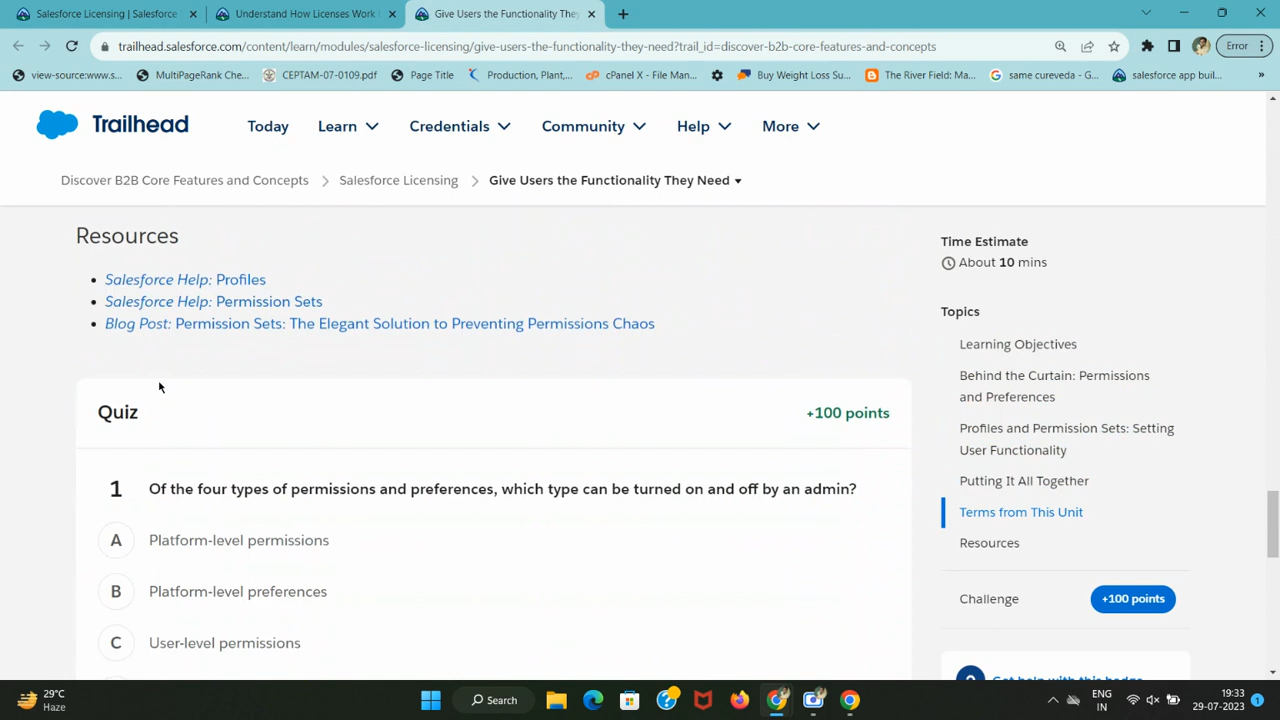 Salesforce Licensing | Salesforce
Understand How Licenses Work
Give Users the Functionality They
trailhead.salesforce.com/content/learn/modules/salesforce-licensing/give-users-the-functionality-they-need?trail_id=discover-b2b-core-features-and-concepts
Error
view-source:www.s...
MultiPageRank Che...
CEPTAM-07-0109.pdf
Page Title
Production, Plant,...
cPanel X - File Man...
Buy Weight Loss Su...
The River Field: Ma...
same cureveda - G...
salesforce app buil...
»
Trailhead
Today
Learn
Credentials
Community
Help
More
Discover B2B Core Features and Concepts
Salesforce Licensing
Give Users the Functionality They Need
Resources
• Salesforce Help: Profiles
• Salesforce Help: Permission Sets
• Blog Post: Permission Sets: The Elegant Solution to Preventing Permissions Chaos
Quiz
+100 points
1 Of the four types of permissions and preferences, which type can be turned on and off by an admin?
A Platform-level permissions
B Platform-level preferences
C User-level permissions
Time Estimate
About 10 mins
Topics
Learning Objectives
Behind the Curtain: Permissions
and Preferences
Profiles and Permission Sets: Setting
User Functionality
Putting It All Together
Terms from This Unit
Resources
Challenge
+100 points
Get help with this badge
29°C
Haze
Search
ENG
IN
19:33
29-07-2023
1